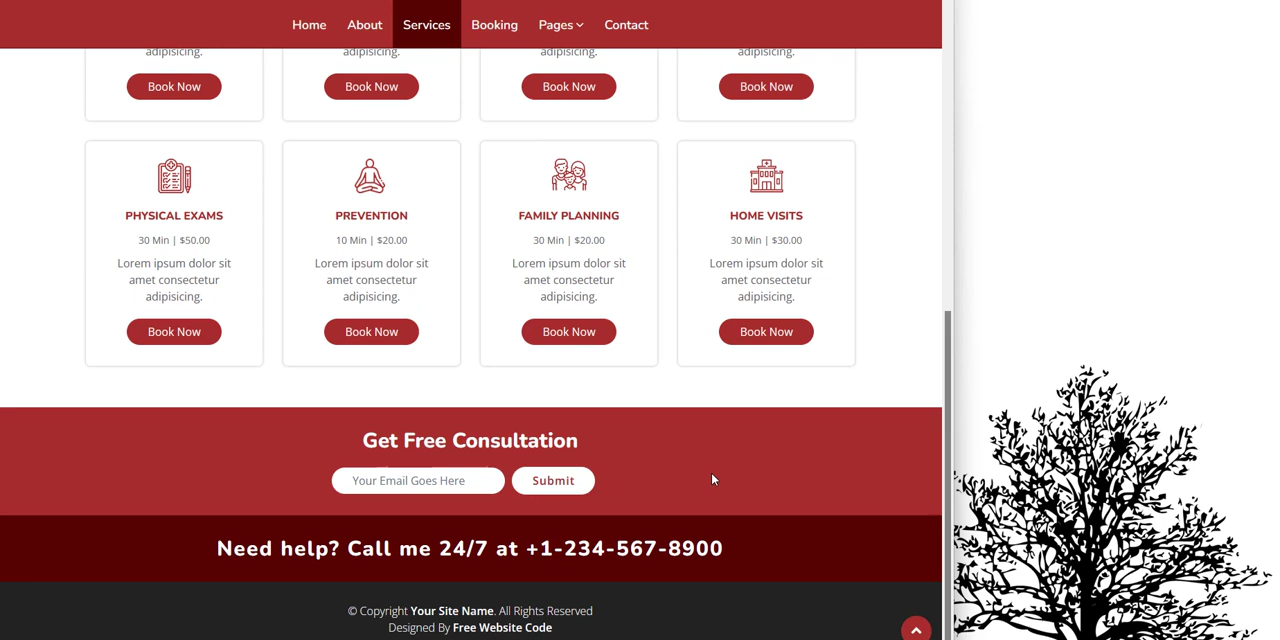 Home About Services Booking Pages Contact
adipisicing. adipisicing. adipisicing. adipisicing.
Book Now Book Now Book Now Book Now
PHYSICAL EXAMS
30 Min | $50.00
Lorem ipsum dolor sit
amet consectetur
adipisicing.
Book Now
PREVENTION
10 Min | $20.00
Lorem ipsum dolor sit
amet consectetur
adipisicing.
Book Now
FAMILY PLANNING
30 Min | $20.00
Lorem ipsum dolor sit
amet consectetur
adipisicing.
Book Now
HOME VISITS
30 Min | $30.00
Lorem ipsum dolor sit
amet consectetur
adipisicing.
Book Now
Get Free Consultation
Your Email Goes Here Submit
Need help? Call me 24/7 at +1-234-567-8900
© Copyright Your Site Name. All Rights Reserved
Designed By Free Website Code